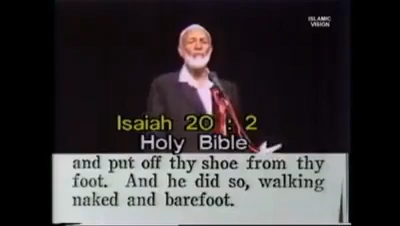 ISLAMIC
VISION
Isaiah 20 : 2
Holy Bible
and put off thy shoe from thy
foot. And he did so, walking
naked and barefoot.